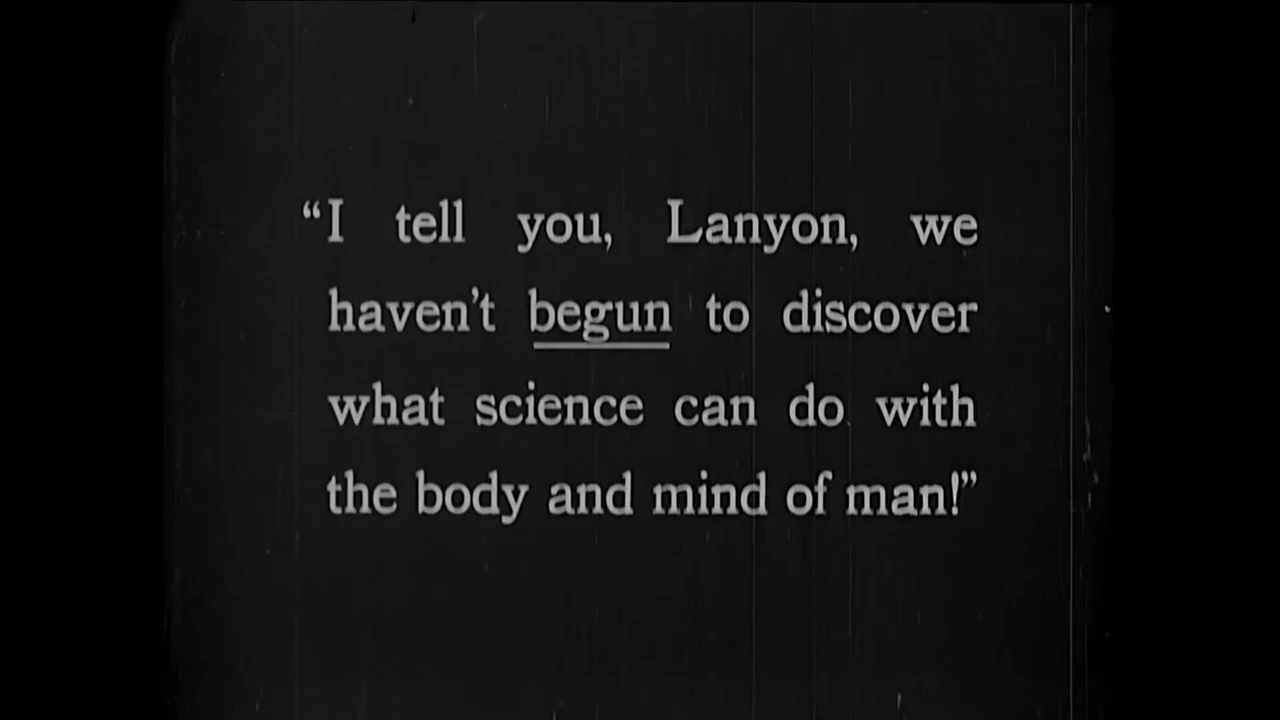 “I tell you, Lanyon, we
haven't begun to discover
what science can do with
the body and mind of man!”